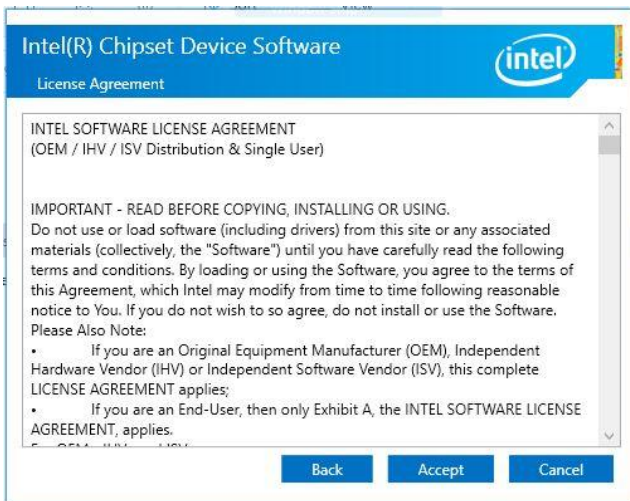 Intel(R) Chipset Device Software
intel
License Agreement
INTEL SOFTWARE LICENSE AGREEMENT
(OEM / IHV / ISV Distribution & Single User)
IMPORTANT - READ BEFORE COPYING, INSTALLING OR USING.
Do not use or load software (including drivers) from this site or any associated
materials (collectively, the "Software") until you have carefully read the following
terms and conditions. By loading or using the Software, you agree to the terms of
this Agreement, which Intel may modify from time to time following reasonable
notice to You. If you do not wish to so agree, do not install or use the Software.
Please Also Note:
• If you are an Original Equipment Manufacturer (OEM), Independent
Hardware Vendor (IHV) or Independent Software Vendor (ISV), this complete
LICENSE AGREEMENT applies;
• If you are an End-User, then only Exhibit A, the INTEL SOFTWARE LICENSE
AGREEMENT, applies.
Back Accept Cancel